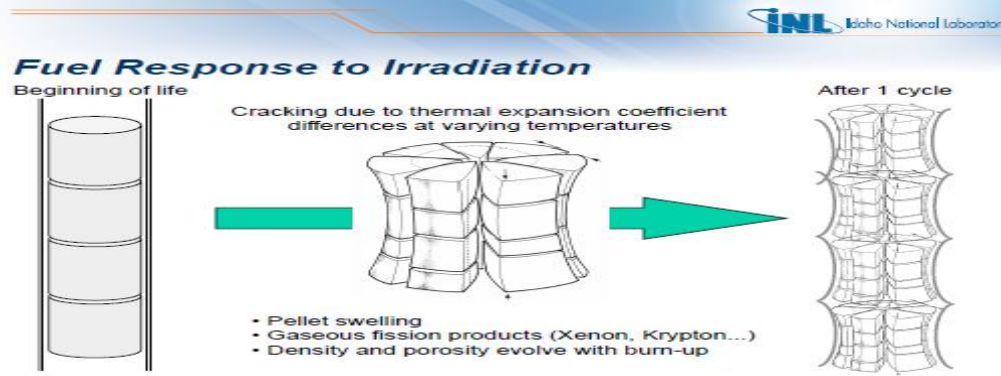 INL Idaho National Laborator
Fuel Response to Irradiation
Beginning of life
After 1 cycle
Cracking due to thermal expansion coefficient
differences at varying temperatures
• Pellet swelling
• Gaseous fission products (Xenon, Krypton...)
• Density and porosity evolve with burn-up